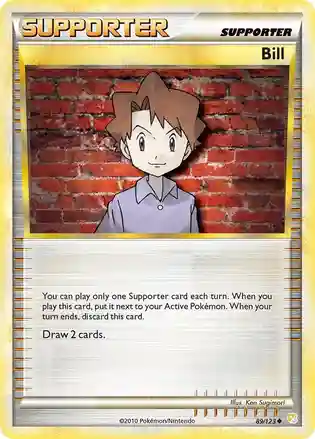 SUPPORTER
SUPPORTER
Bill
You can play only one Supporter card each turn. When you
play this card, put it next to your Active Pokémon. When your
turn ends, discard this card.
Draw 2 cards.
Illus. Ken Sugimori
©2010 Pokémon/Nintendo
89/123